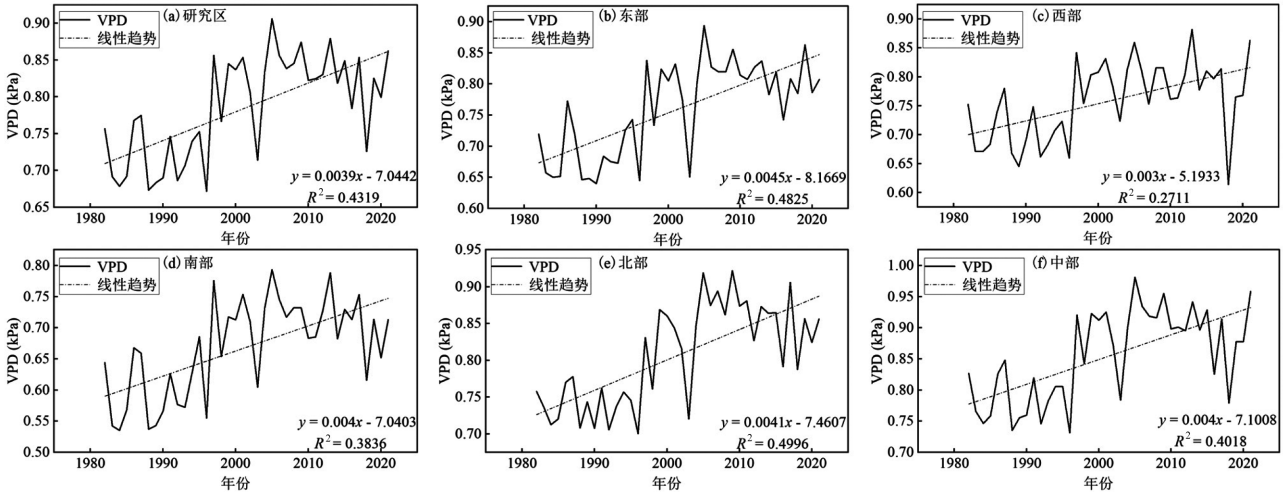 (a)研究区
VPD
线性趋势
y = 0.0039x - 7.0442
R² = 0.4319
VPD (kPa)
0.90
0.85
0.80
0.75
0.70
0.65
1980
1990
2000
2010
2020
年份
(b)东部
VPD
线性趋势
y = 0.0045x - 8.1669
R² = 0.4825
VPD (kPa)
0.90
0.85
0.80
0.75
0.70
0.65
0.60
1980
1990
2000
2010
2020
年份
(c)西部
VPD
线性趋势
y = 0.003x - 5.1933
R² = 0.2711
VPD (kPa)
0.90
0.85
0.80
0.75
0.70
0.65
0.60
1980
1990
2000
2010
2020
年份
(d)南部
VPD
线性趋势
y = 0.004x - 7.0403
R² = 0.3836
VPD (kPa)
0.80
0.75
0.70
0.65
0.60
0.55
0.50
1980
1990
2000
2010
2020
年份
(e)北部
VPD
线性趋势
y = 0.0041x - 7.4607
R² = 0.4996
VPD (kPa)
0.95
0.90
0.85
0.80
0.75
0.70
1980
1990
2000
2010
2020
年份
(f)中部
VPD
线性趋势
y = 0.004x - 7.1008
R² = 0.4018
VPD (kPa)
1.00
0.95
0.90
0.85
0.80
0.75
0.70
1980
1990
2000
2010
2020
年份